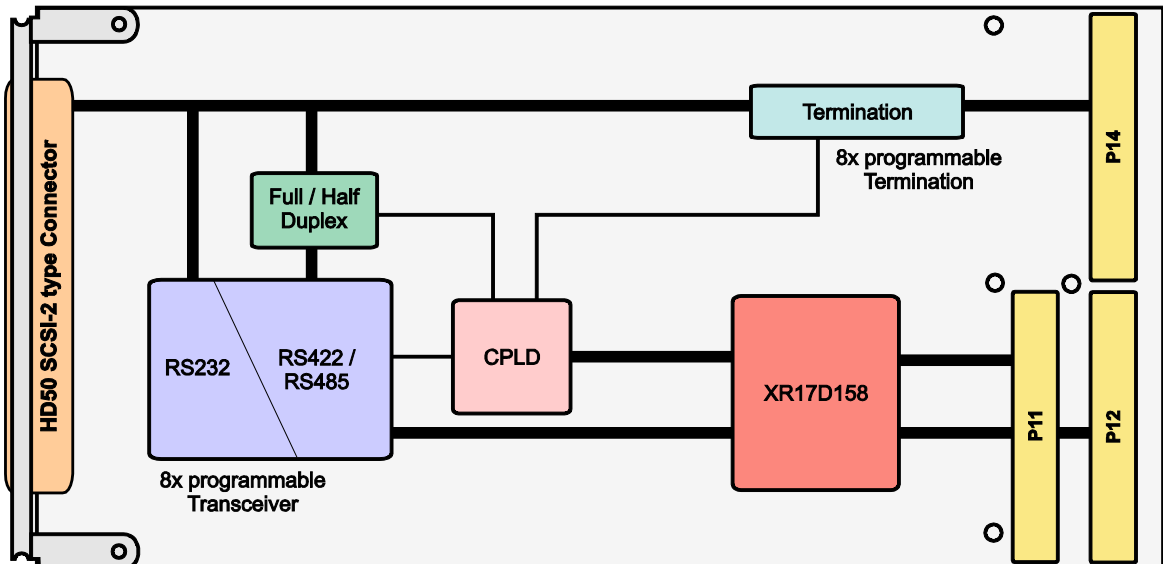 HD50 SCSI-2 type Connector
Termination
8x programmable
Termination
P14
Full / Half
Duplex
RS232
RS422 /
RS485
CPLD
XR17D158
P11
P12
8x programmable
Transceiver